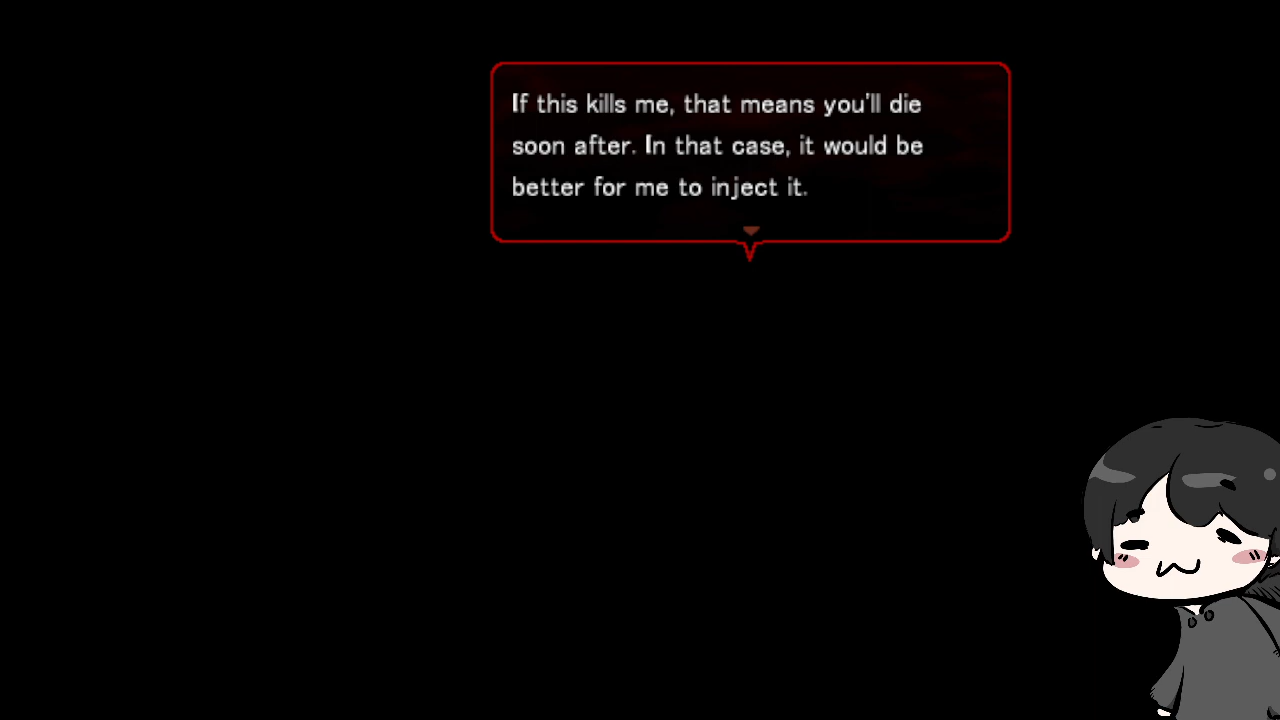 If this kills me, that means you'll die
soon after. In that case, it would be
better for me to inject it.